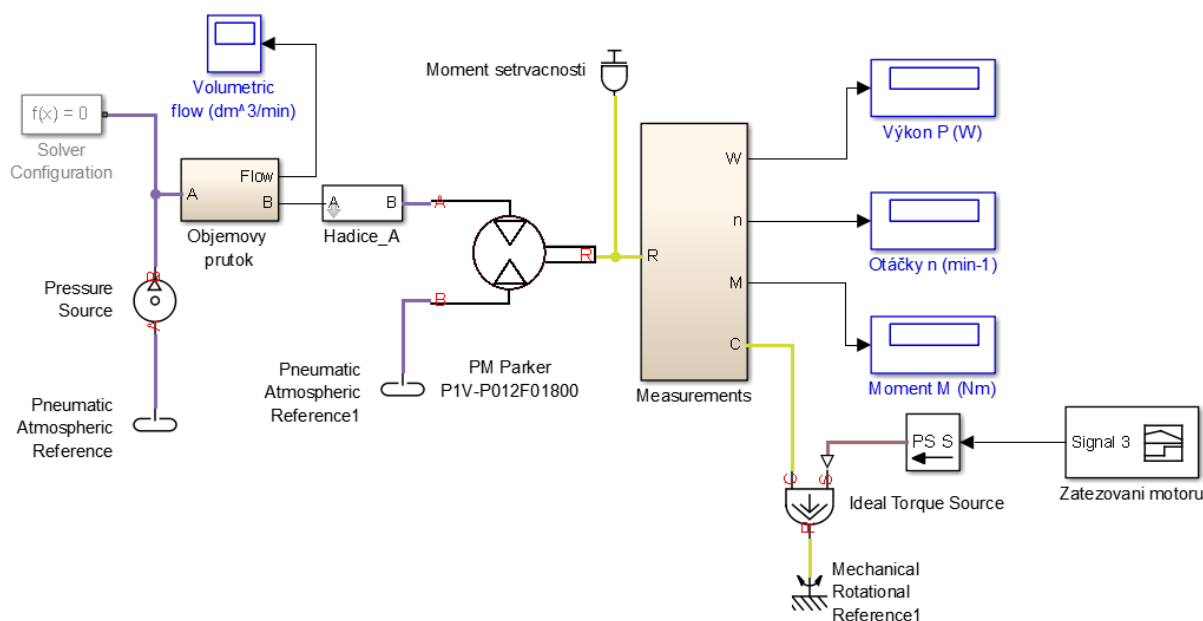 Volumetric
flow (dm^3/min)
f(x) = 0
Solver
Configuration
A
Flow
B
Objemovy
prutok
A
B
Hadice_A
B
A
Pressure
Source
Pneumatic
Atmospheric
Reference
A
B
R
Pneumatic
Atmospheric
Reference1
PM Parker
P1V-P012F01800
Moment setrvacnosti
R
W
n
M
C
Measurements
Výkon P (W)
Otáčky n (min-1)
Moment M (Nm)
PS S
Signal 3
Zatezovani motoru
C
S
R
Ideal Torque Source
Mechanical
Rotational
Reference1